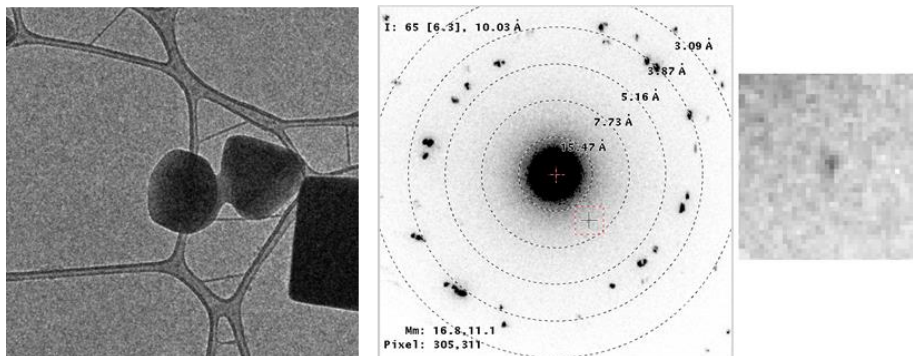 I: 65 [6.3], 10.03 Å
3.09 Å
3.87 Å
5.16 Å
7.73 Å
15.47 Å
Mm: 16.8,11.1
Pixel: 305,311